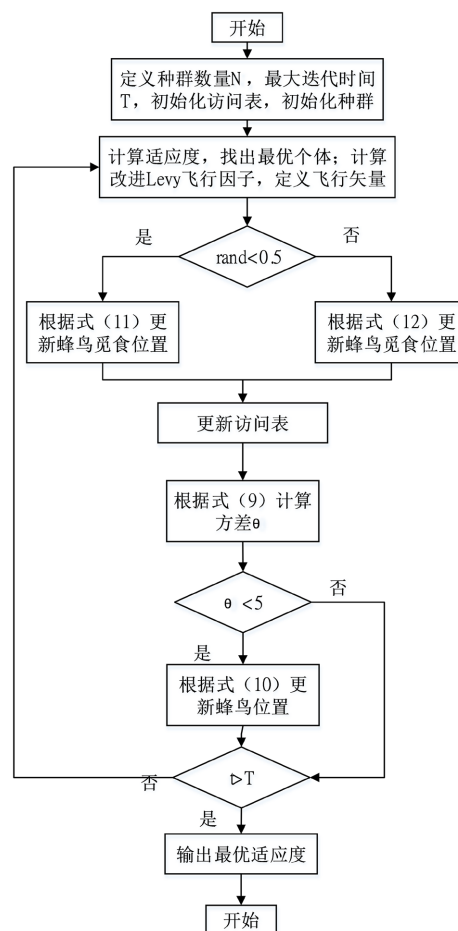 开始
定义种群数量N，最大迭代时间
T，初始化访问表，初始化种群
计算适应度，找出最优个体；计算
改进Levy飞行因子，定义飞行矢量
是
否
rand<0.5
根据式（11）更
新蜂鸟觅食位置
根据式（12）更
新蜂鸟觅食位置
更新访问表
根据式（9）计算
方差θ
θ <5
否
是
根据式（10）更
新蜂鸟位置
t>T
否
是
输出最优适应度
开始